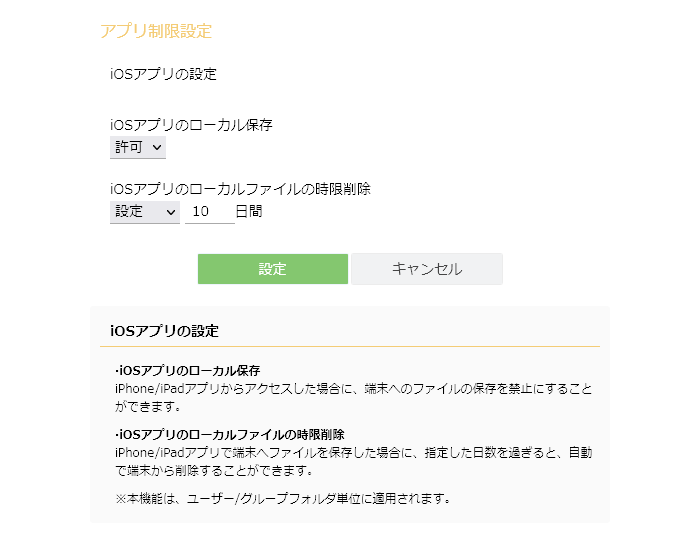 アプリ制限設定
iOSアプリの設定
iOSアプリのローカル保存
許可
iOSアプリのローカルファイルの時限削除
設定 10 日間
設定 キャンセル
iOSアプリの設定
・iOSアプリのローカル保存
iPhone/iPadアプリからアクセスした場合に、端末へのファイルの保存を禁止にすること
ができます。
・iOSアプリのローカルファイルの時限削除
iPhone/iPadアプリで端末へファイルを保存した場合に、指定した日数を過ぎると、自動
で端末から削除することができます。
※本機能は、ユーザー/グループフォルダ単位に適用されます。